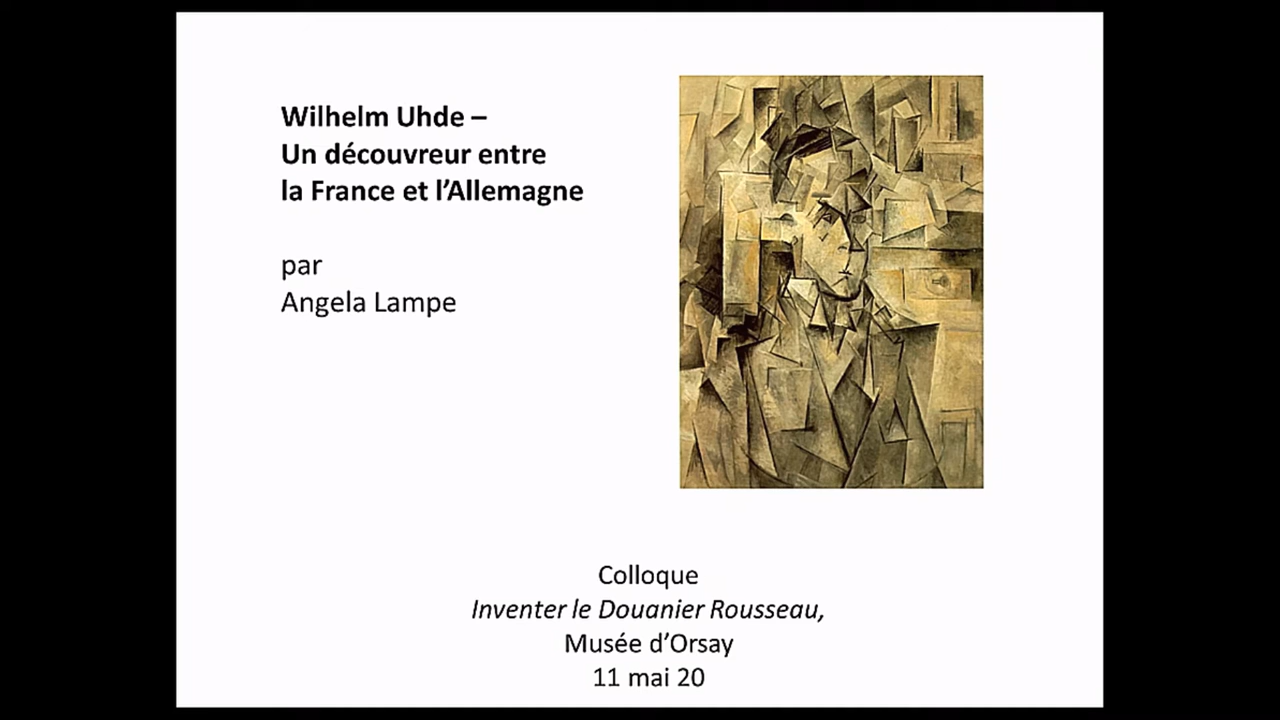 Wilhelm Uhde –
Un découvreur entre
la France et l’Allemagne
par
Angela Lampe
Colloque
Inventer le Douanier Rousseau,
Musée d’Orsay
11 mai 20